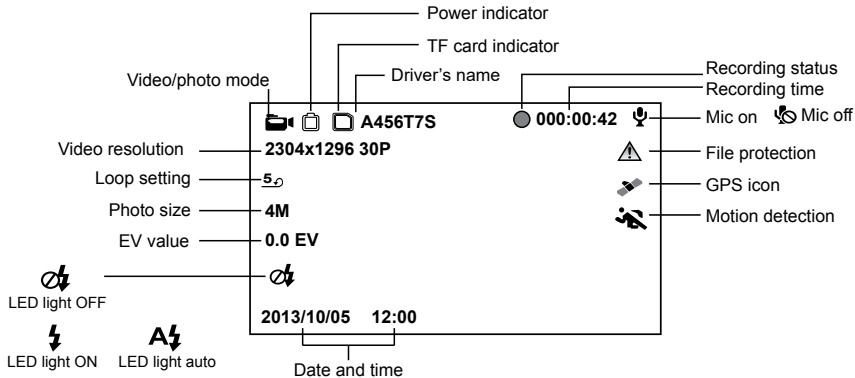 Power indicator
TF card indicator
Driver's name
Video/photo mode
Recording status
Recording time
A456T7S
000:00:42
Mic on
Mic off
Video resolution
2304x1296 30P
File protection
Loop setting
5
GPS icon
Photo size
4M
Motion detection
EV value
0.0 EV
LED light OFF
2013/10/05 12:00
A
LED light ON
LED light auto
Date and time